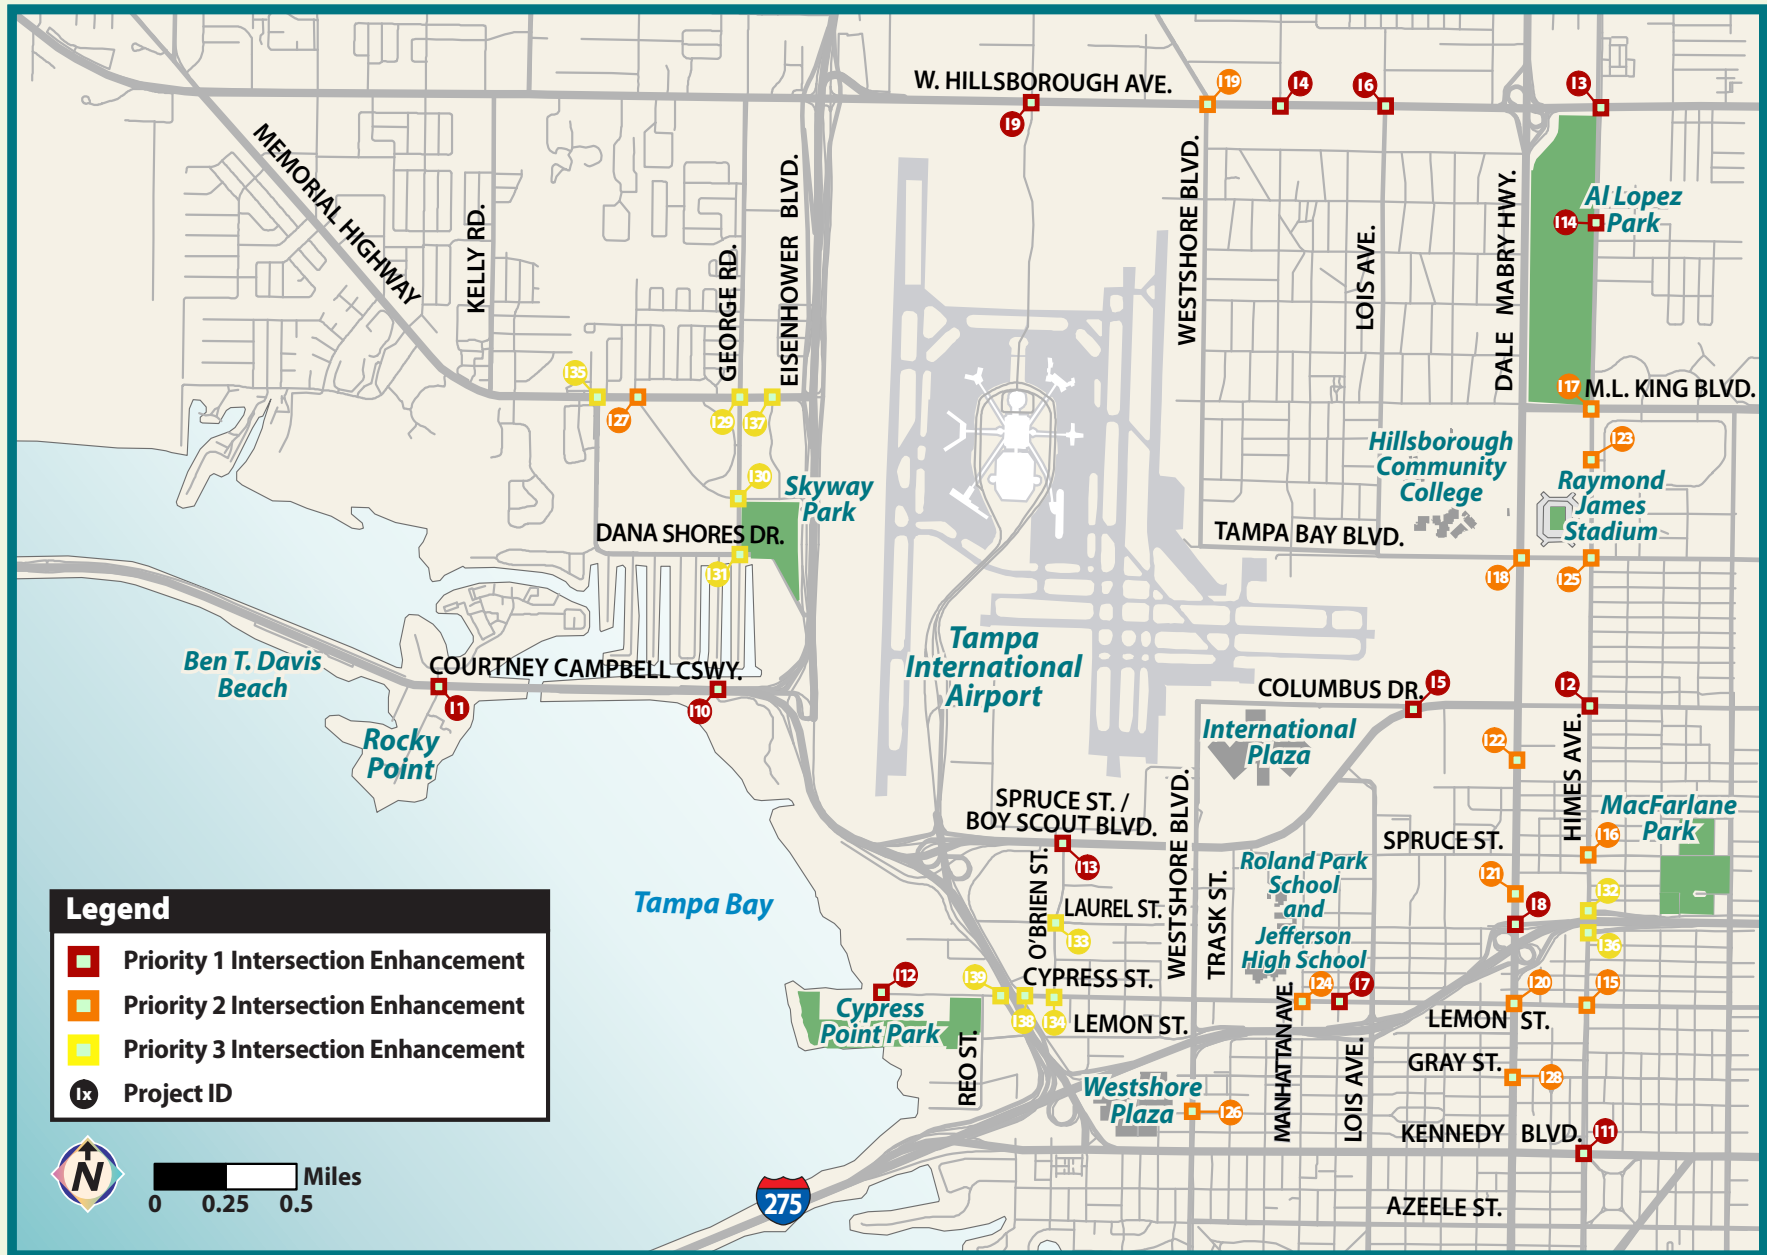 W. HILLSBOROUGH AVE.
I19
I4
I6
I3
I9
MEMORIAL HIGHWAY
KELLY RD.
GEORGE RD.
EISENHOWER BLVD.
WESTSHORE BLVD.
LOIS AVE.
DALE MABRY HWY.
Al Lopez
Park
I14
I35
I27
I29
I37
I17
M.L. KING BLVD.
I23
Hillsborough
Community
College
Raymond
James
Stadium
I30
Skyway
Park
DANA SHORES DR.
I31
TAMPA BAY BLVD.
I18
I25
Ben T. Davis
Beach
COURTNEY CAMPBELL CSWY.
I1
I10
Rocky
Point
Tampa
International
Airport
COLUMBUS DR.
I5
I2
International
Plaza
I22
HIMES AVE.
MacFarlane
Park
SPRUCE ST. /
BOY SCOUT BLVD.
I13
WESTSHORE BLVD.
SPRUCE ST.
I16
Roland Park
School
and
Jefferson
High School
I21
I8
I32
I36
O'BRIEN ST.
LAUREL ST.
I33
TRASK ST.
Tampa Bay
CYPRESS ST.
I12
I39
I38
I34
LEMON ST.
Cypress
Point Park
REO ST.
MANHATTAN AVE.
I24
I7
I20
I15
LEMON ST.
GRAY ST.
I28
LOIS AVE.
Westshore
Plaza
I26
KENNEDY BLVD.
I11
AZEELE ST.
275
Legend
Priority 1 Intersection Enhancement
Priority 2 Intersection Enhancement
Priority 3 Intersection Enhancement
Ix Project ID
N
Miles
0 0.25 0.5